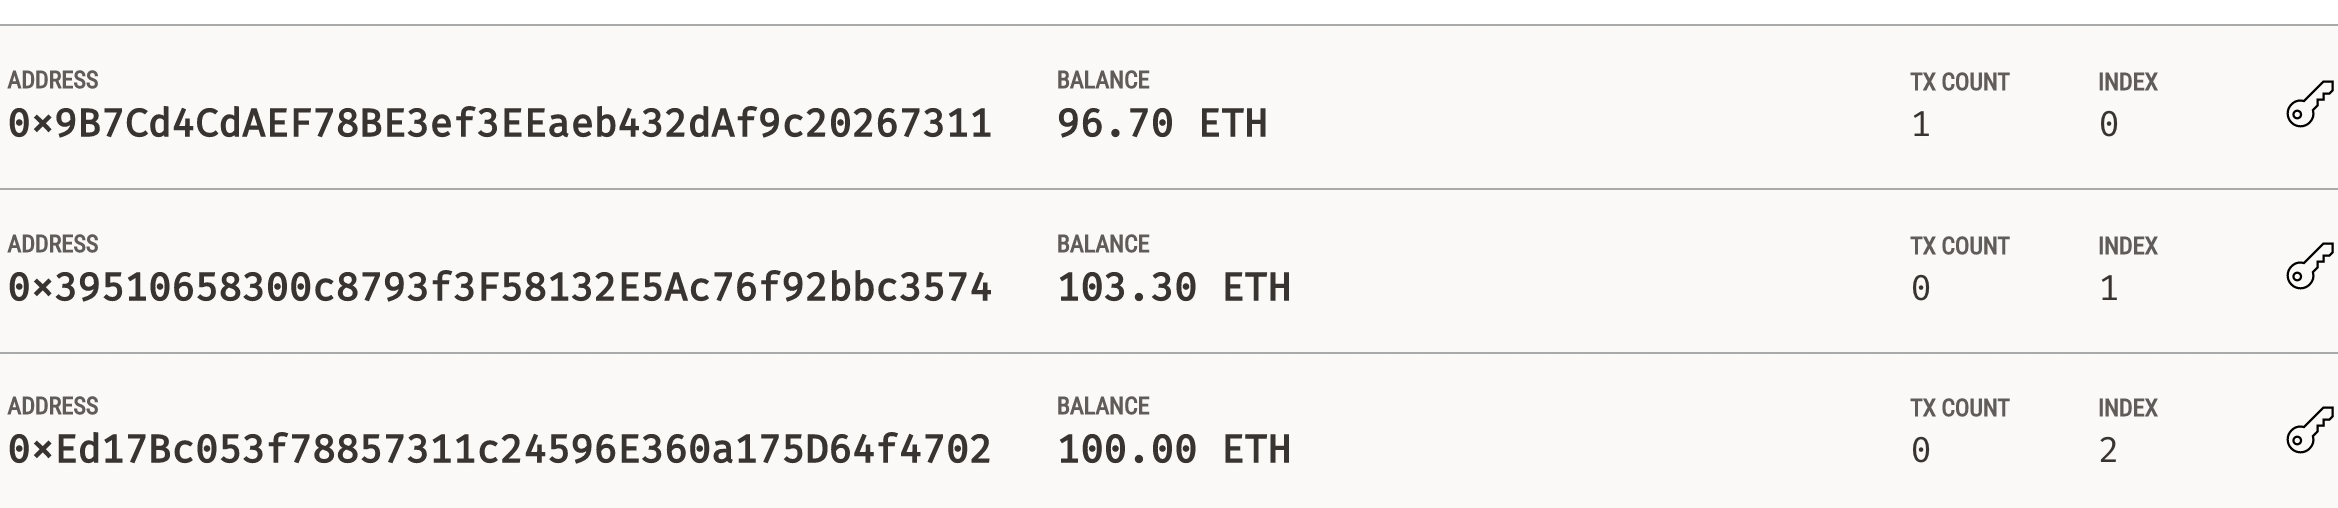 ADDRESS BALANCE TX COUNT INDEX
0x9B7Cd4CdAEF78BE3ef3EEaeb432dAf9c20267311 96.70 ETH 1 0
ADDRESS BALANCE TX COUNT INDEX
0x39510658300c8793f3F58132E5Ac76f92bbc3574 103.30 ETH 0 1
ADDRESS BALANCE TX COUNT INDEX
0xEd17Bc053f78857311c24596E360a175D64f4702 100.00 ETH 0 2